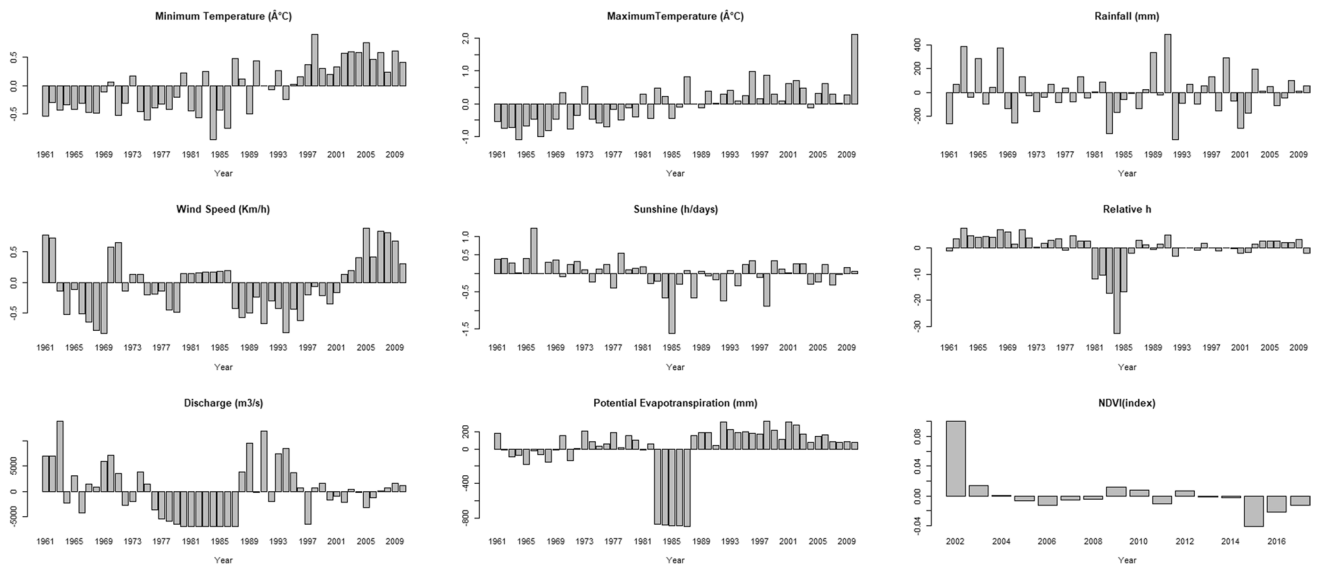 Minimum Temperature (Â°C)
0.5
0.0
-0.5
1961 1965 1969 1973 1977 1981 1985 1989 1993 1997 2001 2005 2009
Year
MaximumTemperature (Â°C)
2.0
1.0
0.0
-1.0
1961 1965 1969 1973 1977 1981 1985 1989 1993 1997 2001 2005 2009
Year
Rainfall (mm)
400
200
0
-200
1961 1965 1969 1973 1977 1981 1985 1989 1993 1997 2001 2005 2009
Year
Wind Speed (Km/h)
0.5
0.0
-0.5
1961 1965 1969 1973 1977 1981 1985 1989 1993 1997 2001 2005 2009
Year
Sunshine (h/days)
1.0
0.5
-0.5
-1.5
1961 1965 1969 1973 1977 1981 1985 1989 1993 1997 2001 2005 2009
Year
Relative h
0
-10
-20
-30
1961 1965 1969 1973 1977 1981 1985 1989 1993 1997 2001 2005 2009
Year
Discharge (m3/s)
5000
0
-5000
1961 1965 1969 1973 1977 1981 1985 1989 1993 1997 2001 2005 2009
Year
Potential Evapotranspiration (mm)
200
0
-400
-800
1961 1965 1969 1973 1977 1981 1985 1989 1993 1997 2001 2005 2009
Year
NDVI(index)
0.08
0.04
0.00
-0.04
2002 2004 2006 2008 2010 2012 2014 2016
Year